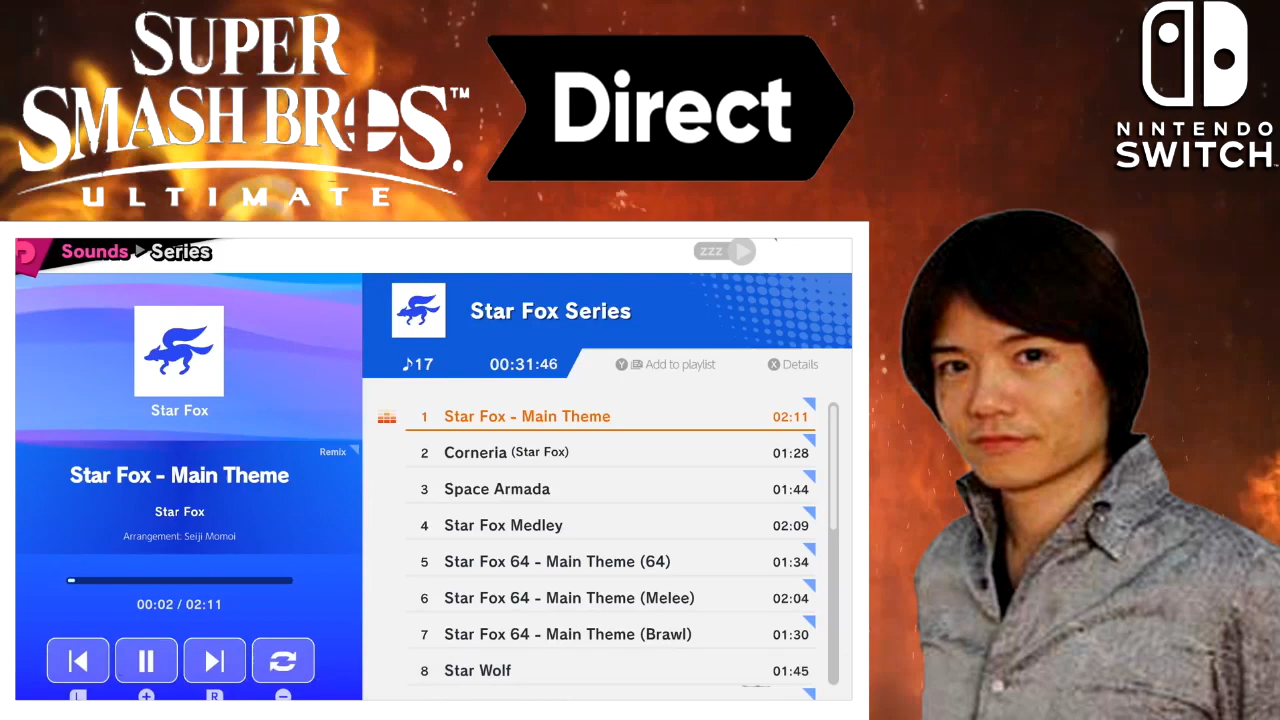 SUPER
SMASH BROS.™
ULTIMATE
Direct
NINTENDO
SWITCH
Sounds Series
zzz
Star Fox
Remix
Star Fox - Main Theme
Star Fox
Arrangement: Seiji Momoi
00:02 / 02:11
L + R -
Star Fox Series
♪17 00:31:46 Y Add to playlist X Details
1 Star Fox - Main Theme 02:11
2 Corneria (Star Fox) 01:28
3 Space Armada 01:44
4 Star Fox Medley 02:09
5 Star Fox 64 - Main Theme (64) 01:34
6 Star Fox 64 - Main Theme (Melee) 02:04
7 Star Fox 64 - Main Theme (Brawl) 01:30
8 Star Wolf 01:45